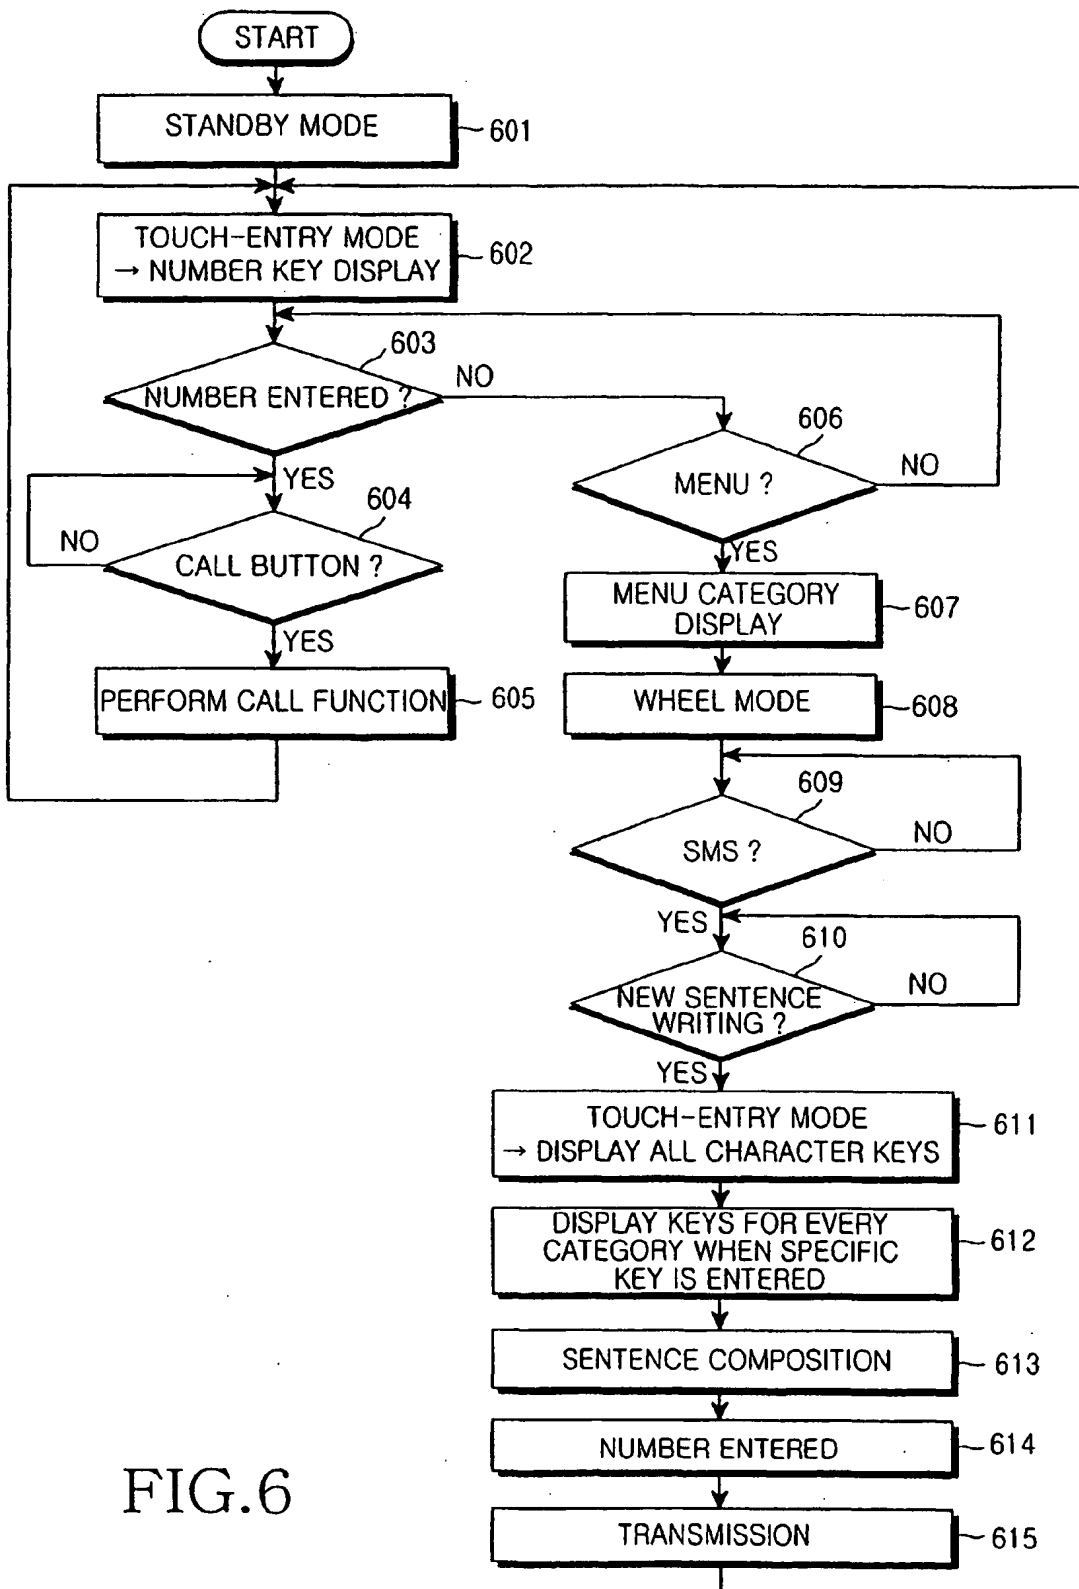 START
STANDBY MODE
601
TOUCH-ENTRY MODE
→ NUMBER KEY DISPLAY
602
603
NUMBER ENTERED ?
NO
606
MENU ?
NO
YES
604
NO
CALL BUTTON ?
YES
YES
MENU CATEGORY
DISPLAY
607
PERFORM CALL FUNCTION
605
WHEEL MODE
608
609
SMS ?
NO
YES
610
NEW SENTENCE
WRITING ?
NO
YES
TOUCH-ENTRY MODE
→ DISPLAY ALL CHARACTER KEYS
611
DISPLAY KEYS FOR EVERY
CATEGORY WHEN SPECIFIC
KEY IS ENTERED
612
SENTENCE COMPOSITION
613
NUMBER ENTERED
614
TRANSMISSION
615
FIG.6